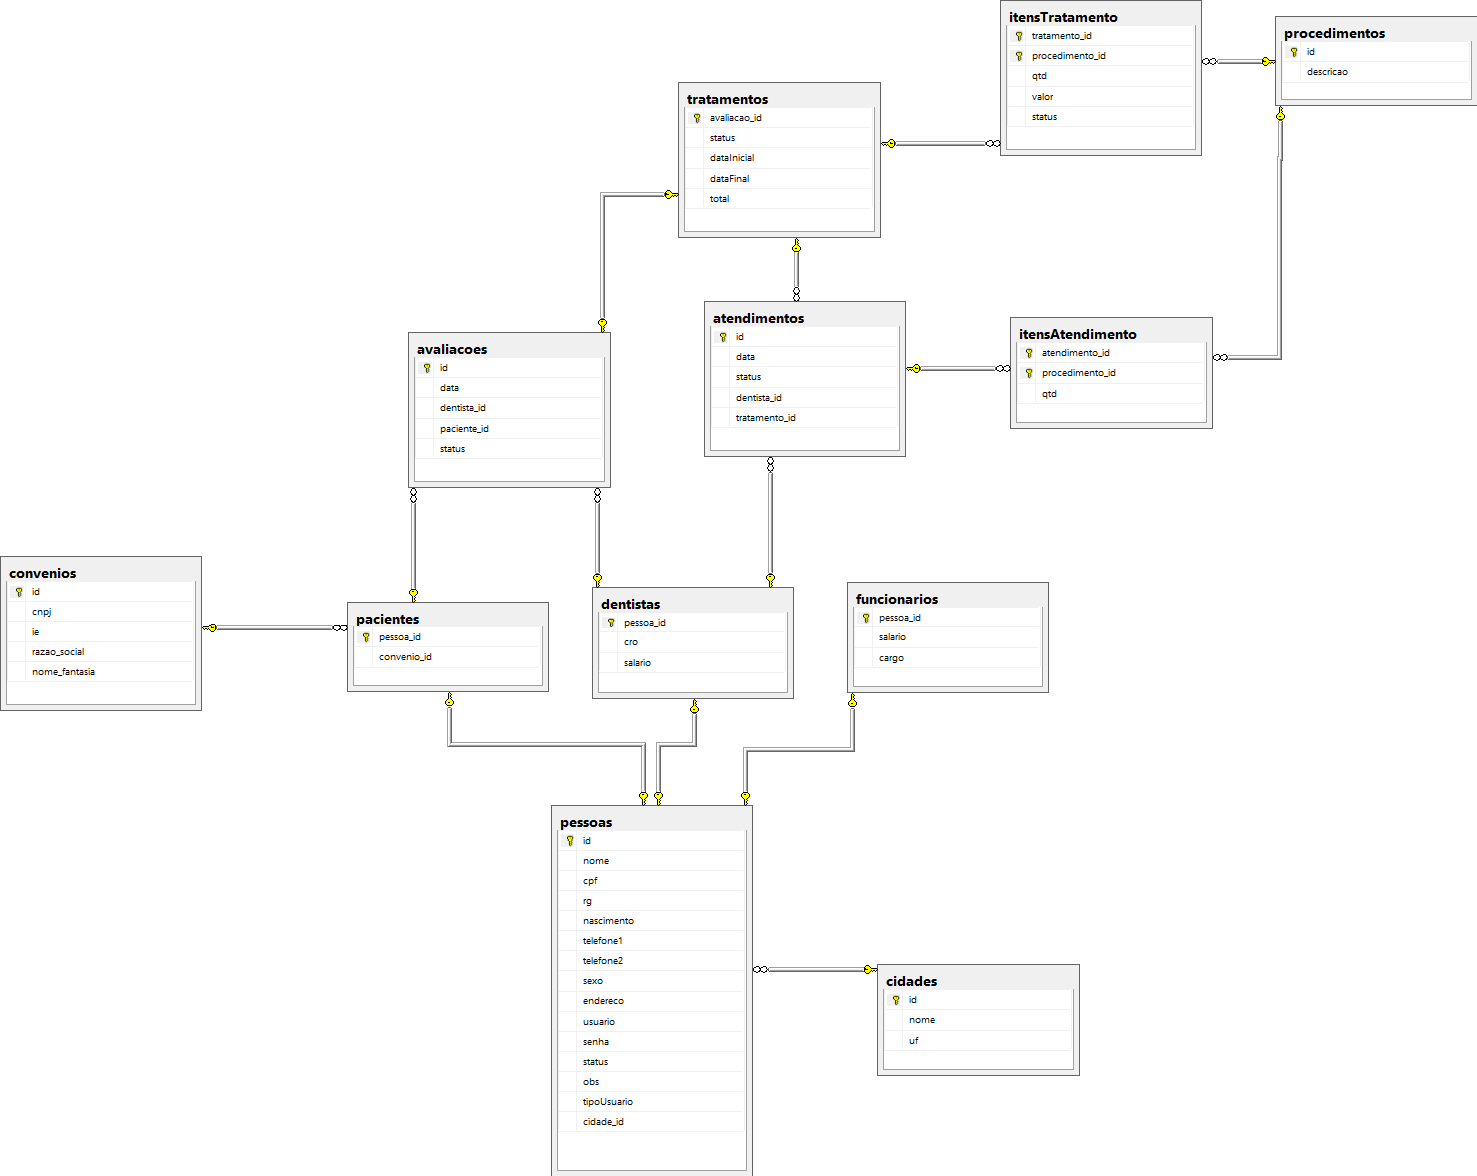 itensTratamento
tratamento_id
procedimento_id
qtd
valor
status
procedimentos
id
descricao
tratamentos
avaliacao_id
status
dataInicial
dataFinal
total
atendimentos
id
data
status
dentista_id
tratamento_id
itensAtendimento
atendimento_id
procedimento_id
qtd
avaliacoes
id
data
dentista_id
paciente_id
status
convenios
id
cnpj
ie
razao_social
nome_fantasia
pacientes
pessoa_id
convenio_id
dentistas
pessoa_id
cro
salario
funcionarios
pessoa_id
salario
cargo
pessoas
id
nome
cpf
rg
nascimento
telefone1
telefone2
sexo
endereco
usuario
senha
status
obs
tipoUsuario
cidade_id
cidades
id
nome
uf